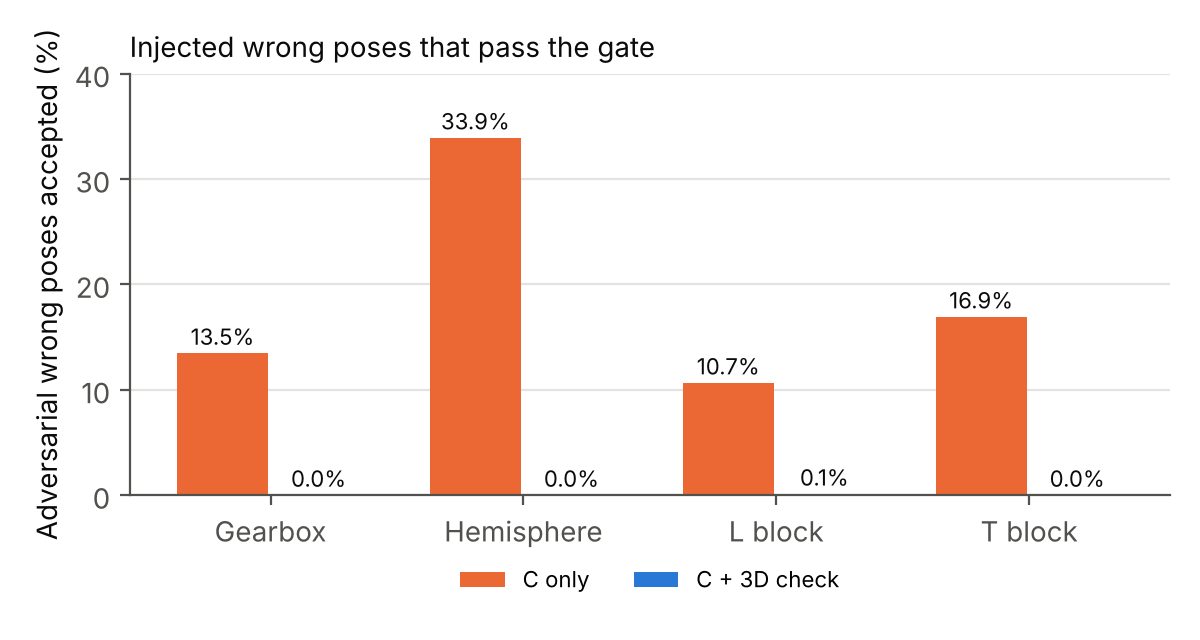 Injected wrong poses that pass the gate
Adversarial wrong poses accepted (%)
40
30
20
10
0
13.5%
0.0%
33.9%
0.0%
10.7%
0.1%
16.9%
0.0%
Gearbox
Hemisphere
L block
T block
C only
C + 3D check